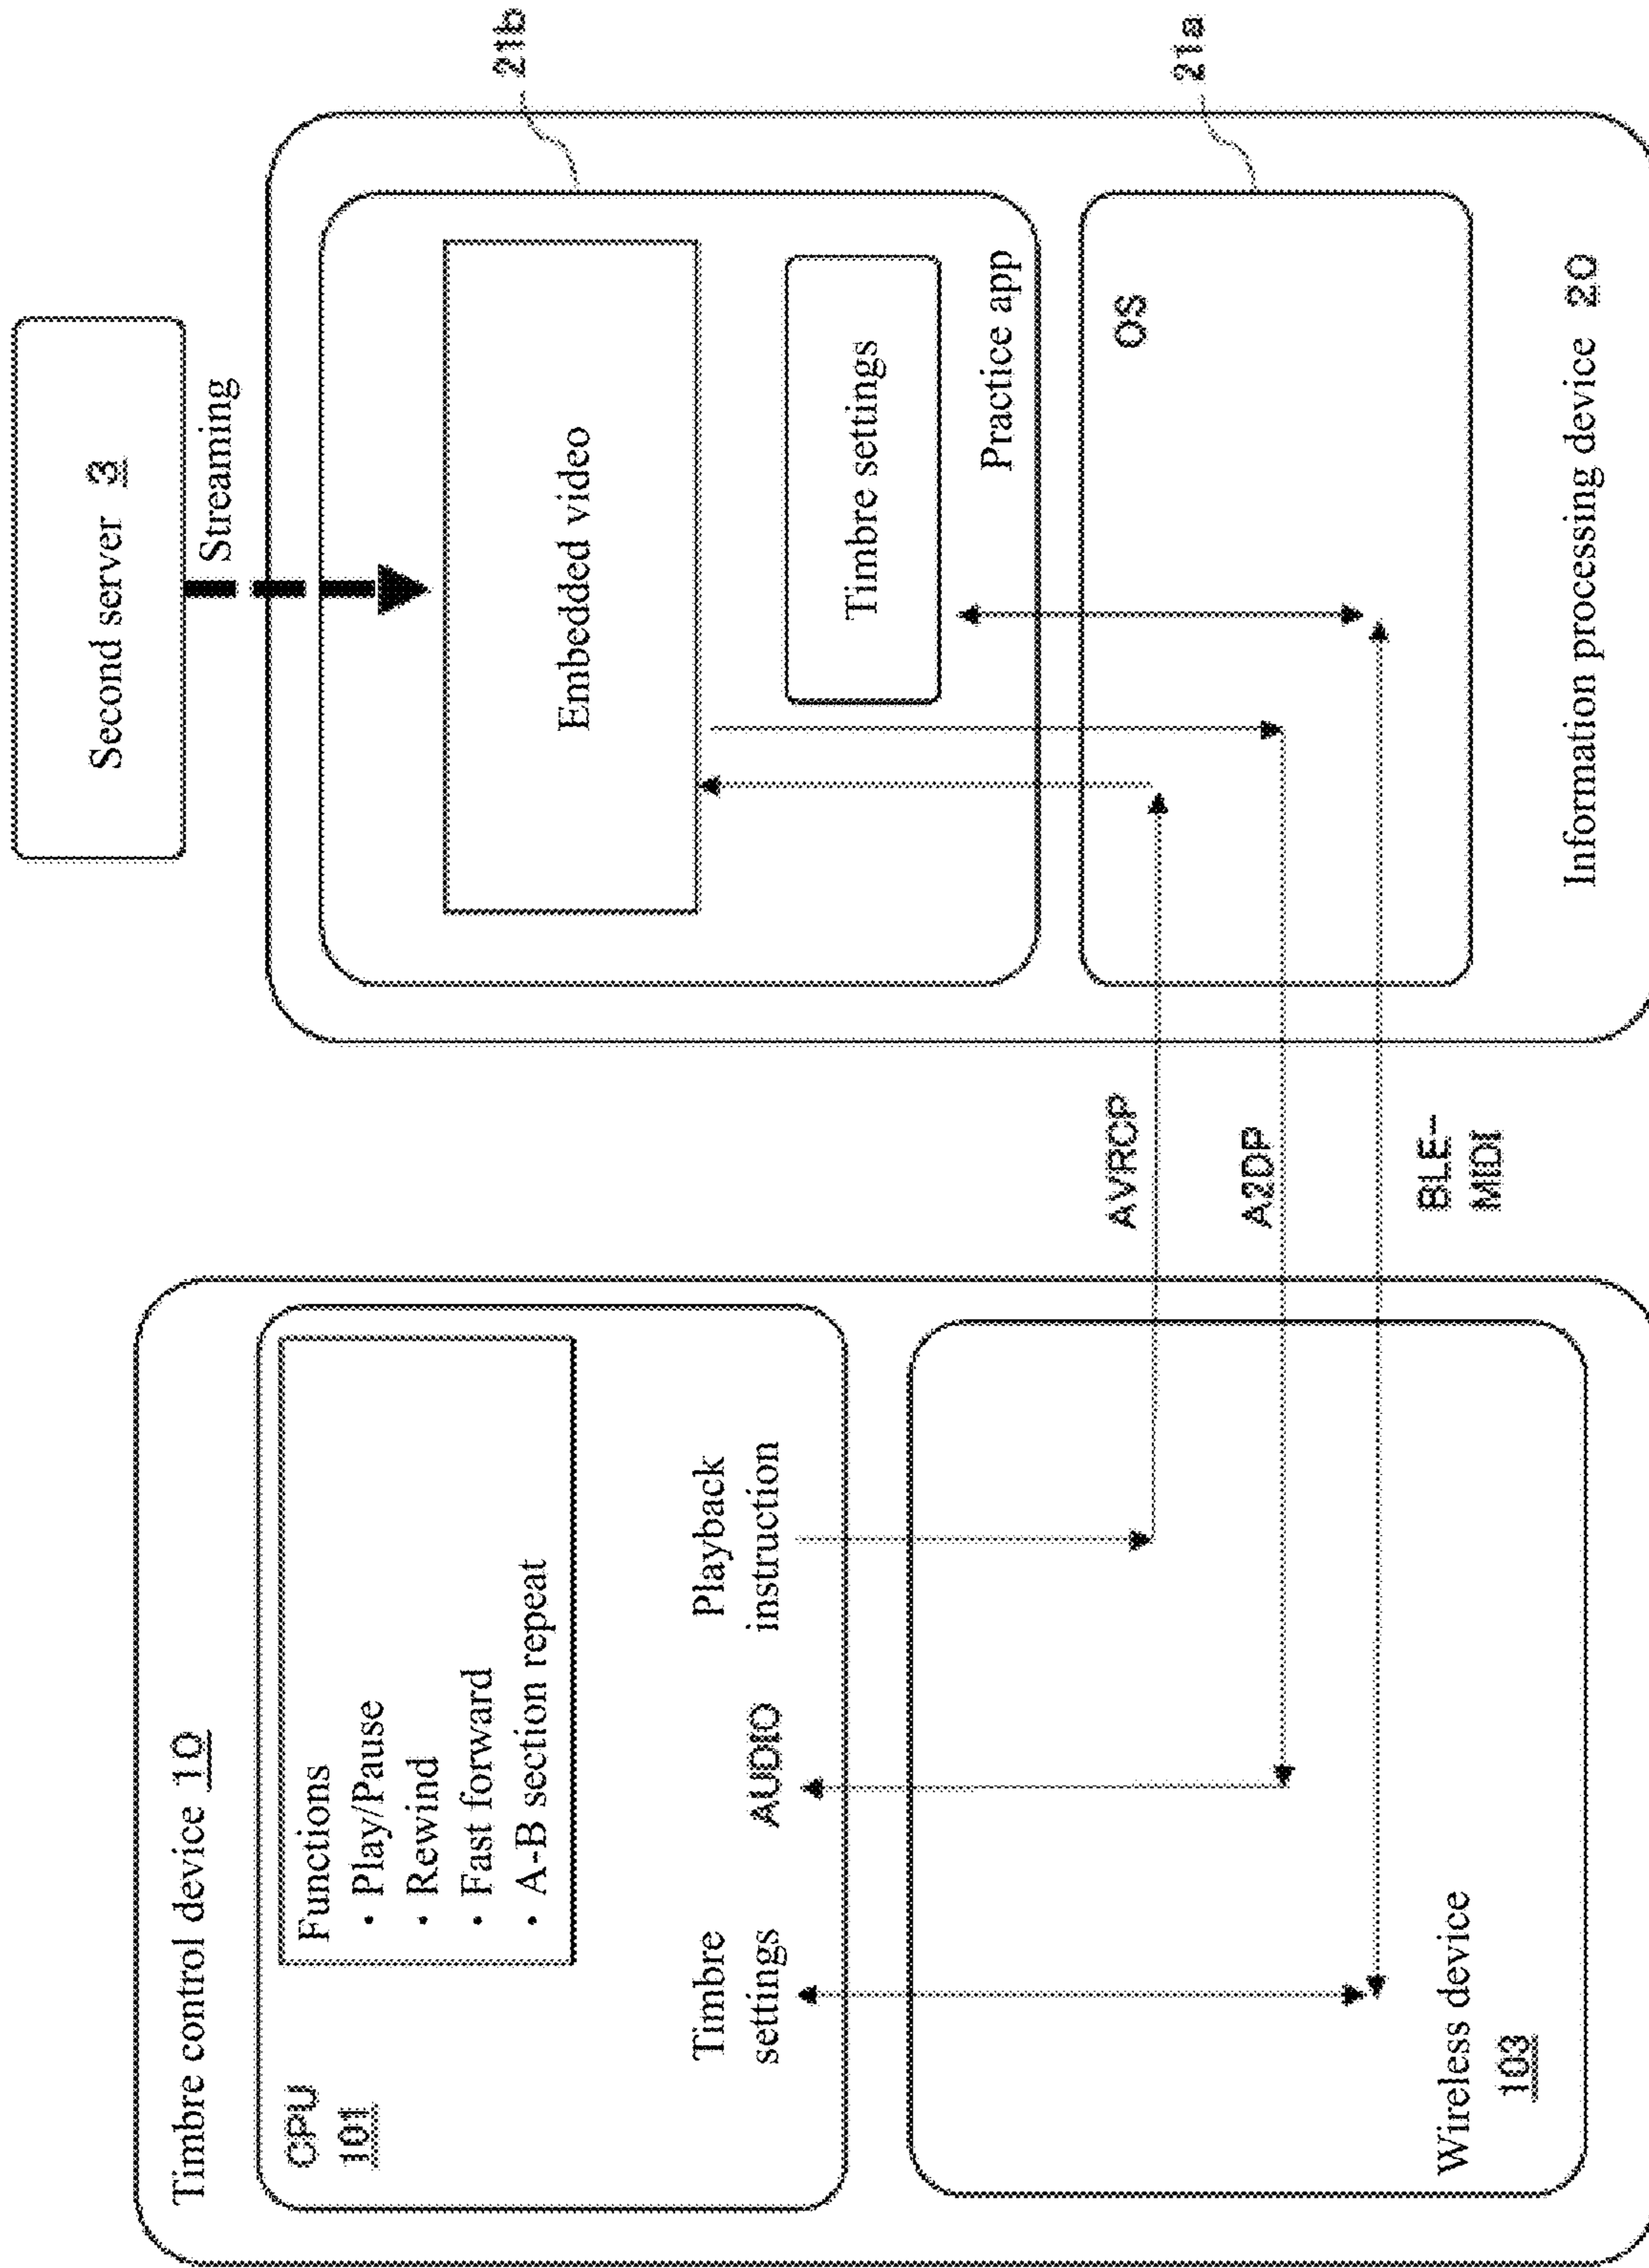 Second server 3
Streaming
21b
Timbre control device 10
CPU
101
Functions
• Play/Pause
• Rewind
• Fast forward
• A-B section repeat
Embedded video
Timbre
settings
AUDIO
Playback
instruction
Timbre settings
Practice app
AVRCP
A2DP
BLE-
MIDI
OS
21a
Wireless device
103
Information processing device 20